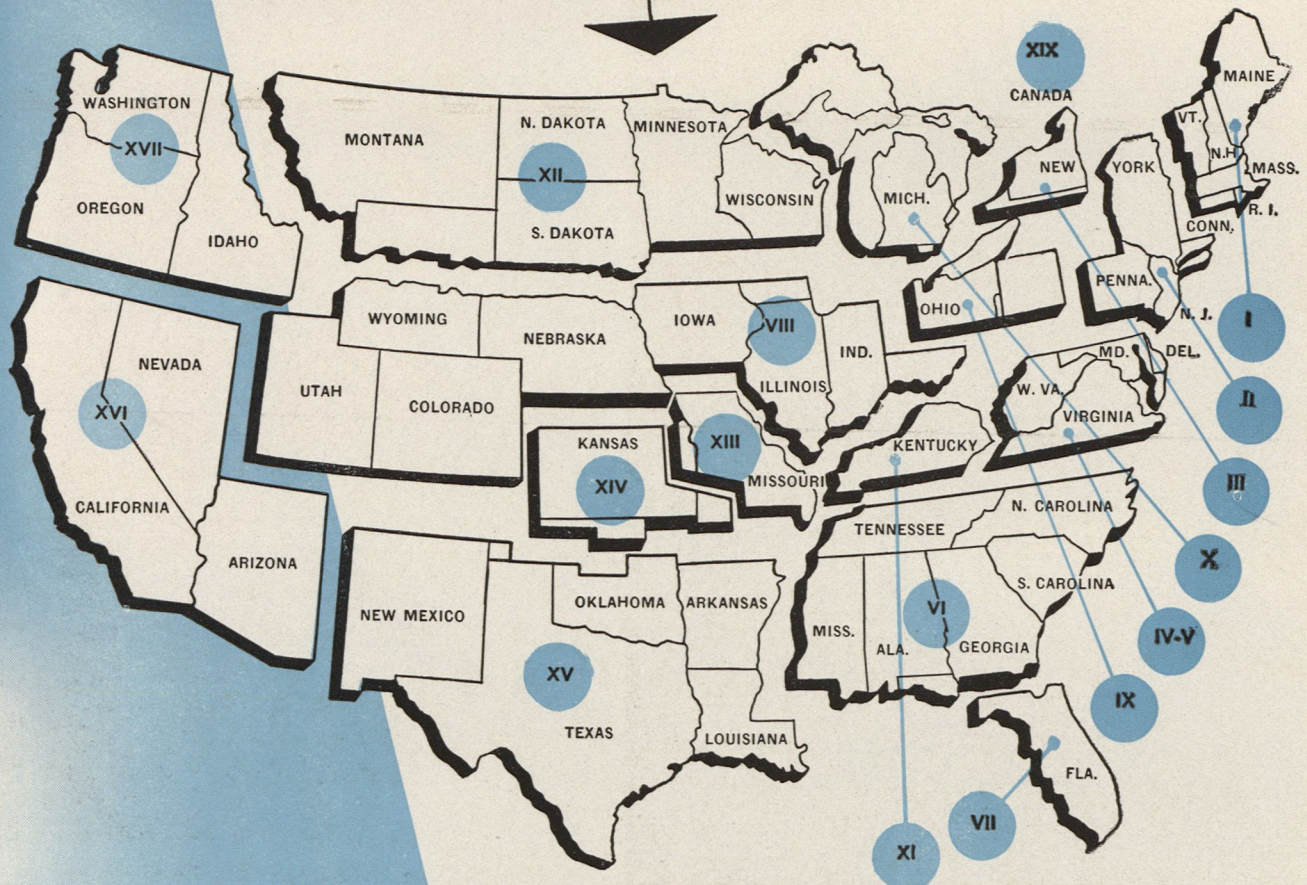 XIX
CANADA
MAINE
WASHINGTON
VT.
N. DAKOTA
MINNESOTA
MONTANA
XVII
N.H.
YORK
NEW
MASS.
XII
WISCONSIN
MICH.
OREGON
R. I.
CONN.
S. DAKOTA
IDAHO
PENNA.
OHIO
N. J.
WYOMING
IOWA
VIII
I
NEBRASKA
IND.
MD.
DEL.
NEVADA
UTAH
ILLINOIS
W. VA.
COLORADO
XVI
II
VIRGINIA
KANSAS
XIII
KENTUCKY
MISSOURI
XIV
III
CALIFORNIA
N. CAROLINA
TENNESSEE
ARIZONA
X
S. CAROLINA
OKLAHOMA
ARKANSAS
NEW MEXICO
VI
MISS.
IV-V
ALA.
GEORGIA
XV
IX
TEXAS
LOUISIANA
FLA.
VII
XI